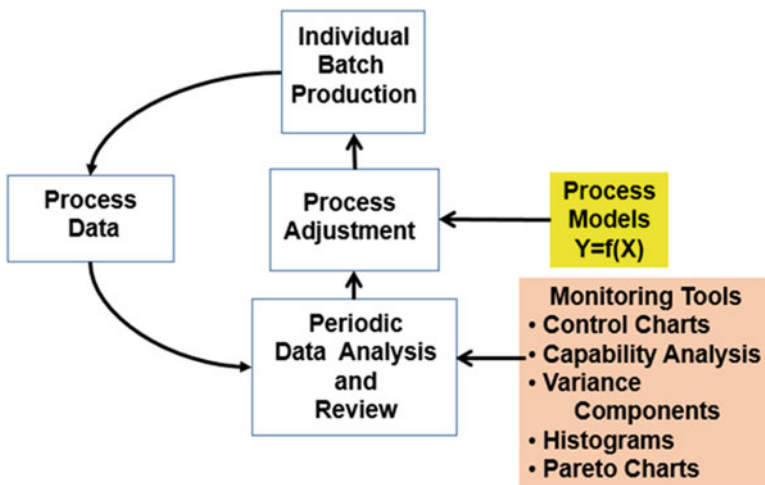 Individual
Batch
Production
Process
Data
Process
Adjustment
Process
Models
Y=f(X)
Periodic
Data Analysis
and
Review
Monitoring Tools
• Control Charts
• Capability Analysis
• Variance
Components
• Histograms
• Pareto Charts